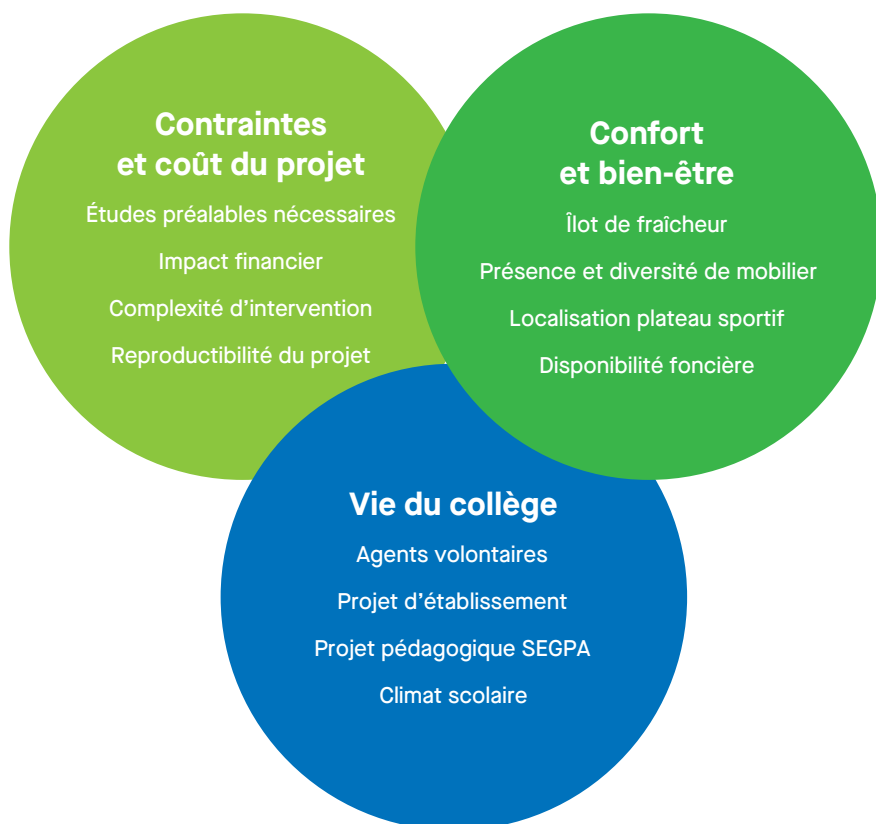 Contraintes
et coût du projet
Études préalables nécessaires
Impact financier
Complexité d’intervention
Reproductibilité du projet
Confort
et bien-être
Îlot de fraîcheur
Présence et diversité de mobilier
Localisation plateau sportif
Disponibilité foncière
Vie du collège
Agents volontaires
Projet d’établissement
Projet pédagogique SEGPA
Climat scolaire